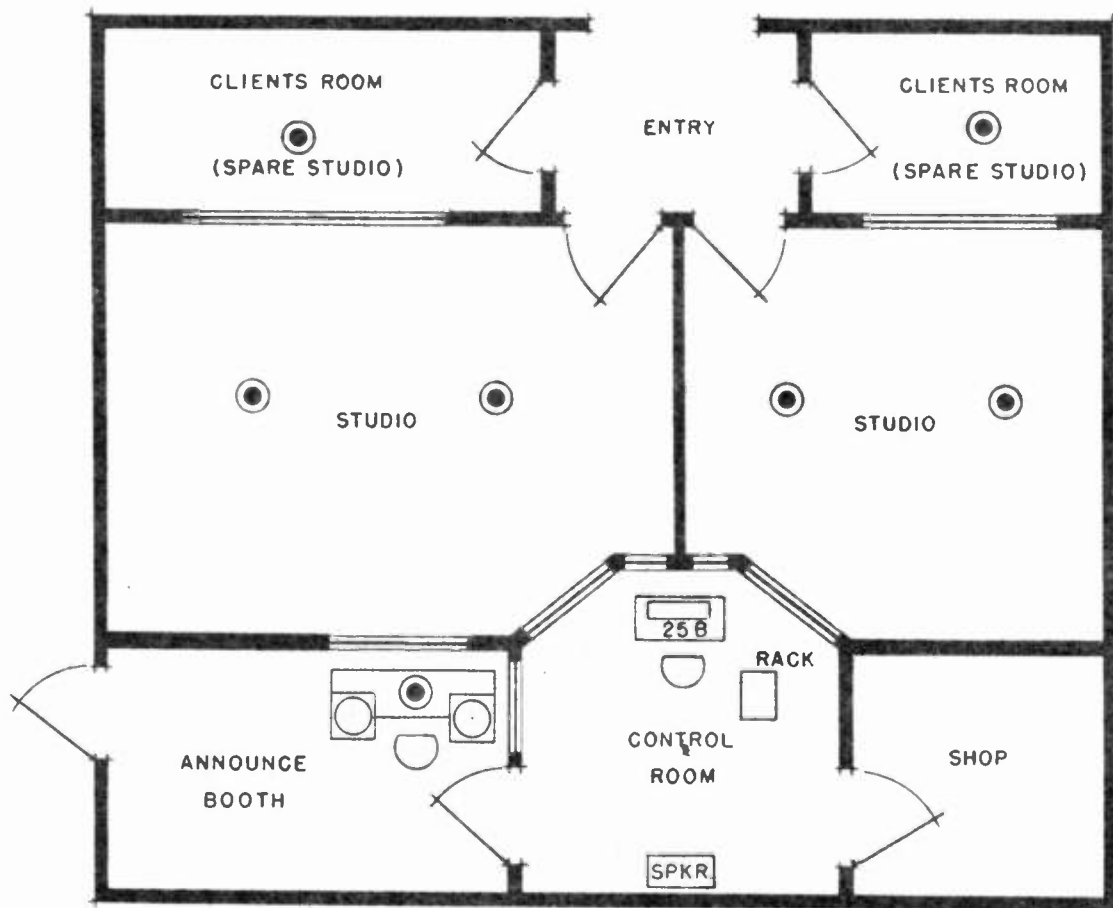 CLIENTS ROOM
(SPARE STUDIO)
ENTRY
CLIENTS ROOM
(SPARE STUDIO)
STUDIO
STUDIO
25B
RACK
ANNOUNCE
BOOTH
CONTROL
ROOM
SHOP
SPKR.